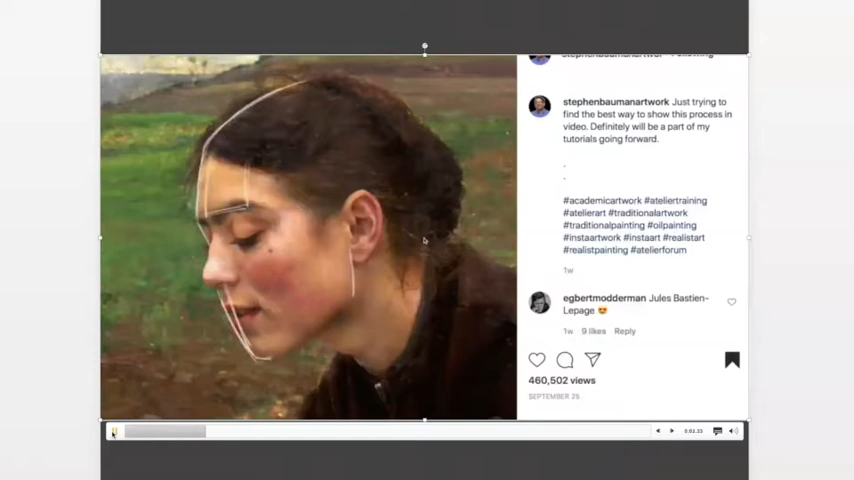 stephenbaumanartwork Just trying to
find the best way to show this process in
video. Definitely will be a part of my
tutorials going forward.
.
.
#academicartwork #ateliertraining
#atelierart #traditionalartwork
#traditionalpainting #oilpainting
#instaartwork #instaart #realistart
#realistpainting #atelierforum
1w
egbertmodderman Jules Bastien-
Lepage 😍
1w 9 likes Reply
460,502 views
SEPTEMBER 25